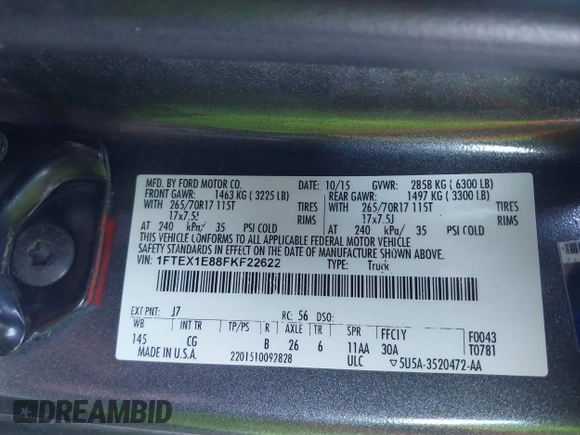 MFD. BY FORD MOTOR CO. 10/15 GVWR: 2858 KG ( 6300 LB)
FRONT GAWR: 1463 KG ( 3225 LB) REAR GAWR: 1497 KG ( 3300 LB)
WITH 265/70R17 115T TIRES WITH 265/70R17 115T TIRES
17x7.5J RIMS 17x7.5J RIMS
AT 240 kPa/ 35 PSI COLD AT 240 kPa/ 35 PSI COLD
THIS VEHICLE CONFORMS TO ALL APPLICABLE FEDERAL MOTOR VEHICLE
SAFETY STANDARDS IN EFFECT ON THE DATE OF MANUFACTURE SHOWN ABOVE.
VIN: 1FTEX1E88FKF22622 TYPE: Truck
EXT PNT: J7 RC: 56 DSO:
WB INT TR TP/PS R AXLE TR SPR FFC1Y F0043
145 CG B 26 6 11AA 30A T0781
MADE IN U.S.A. 2201510092828 ULC 5U5A-3520472-AA
DREAMBID